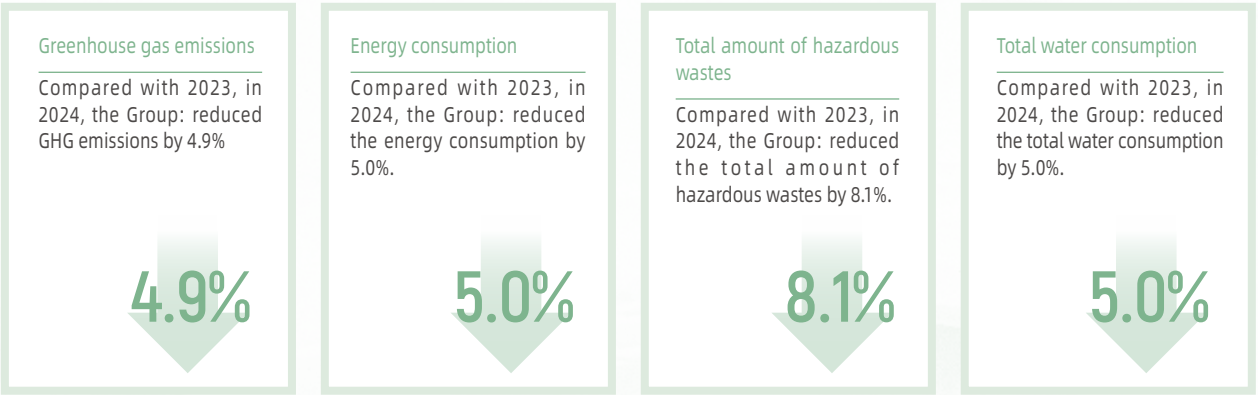 Greenhouse gas emissions
Compared with 2023, in
2024, the Group: reduced
GHG emissions by 4.9%
4.9%
Energy consumption
Compared with 2023, in
2024, the Group: reduced
the energy consumption by
5.0%.
5.0%
Total amount of hazardous
wastes
Compared with 2023, in
2024, the Group: reduced
the total amount of
hazardous wastes by 8.1%.
8.1%
Total water consumption
Compared with 2023, in
2024, the Group: reduced
the total water consumption
by 5.0%.
5.0%